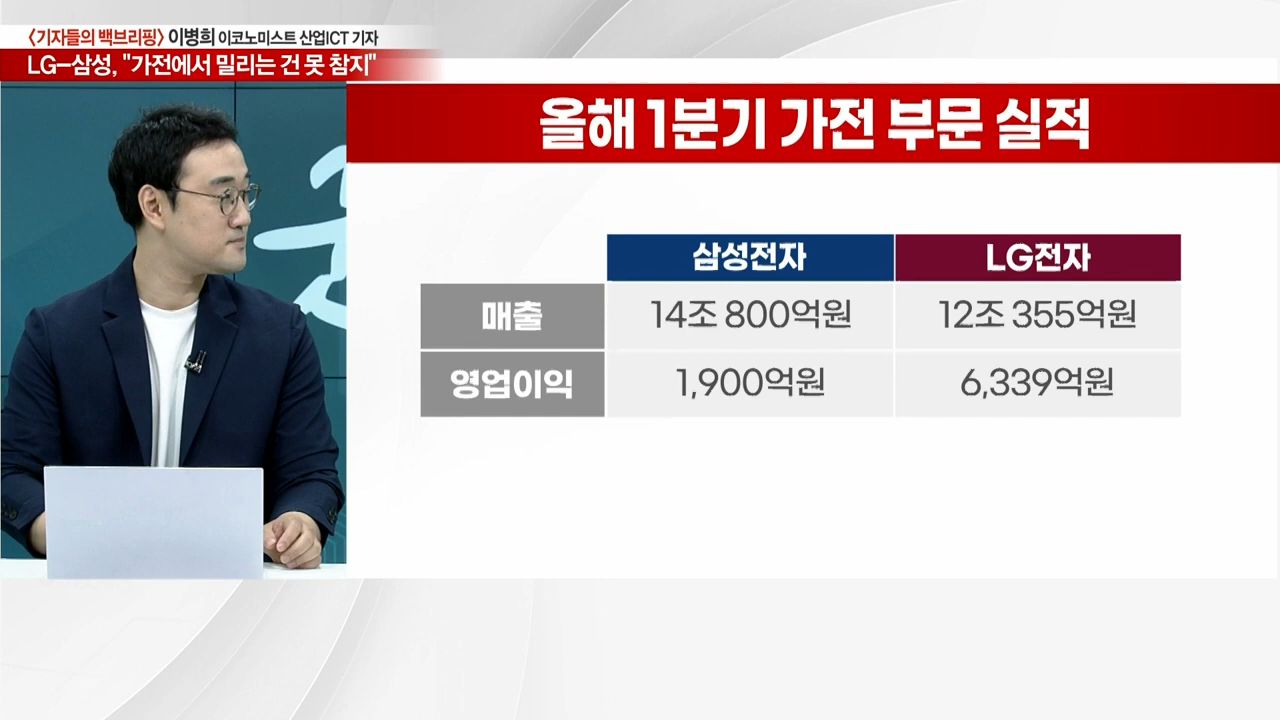 <기자들의 백브리핑> 이병희 이코노미스트 산업ICT 기자
LG-삼성, "가전에서 밀리는 건 못 참지"
올해 1분기 가전 부문 실적
삼성전자 LG전자
매출 14조 800억원 12조 355억원
영업이익 1,900억원 6,339억원